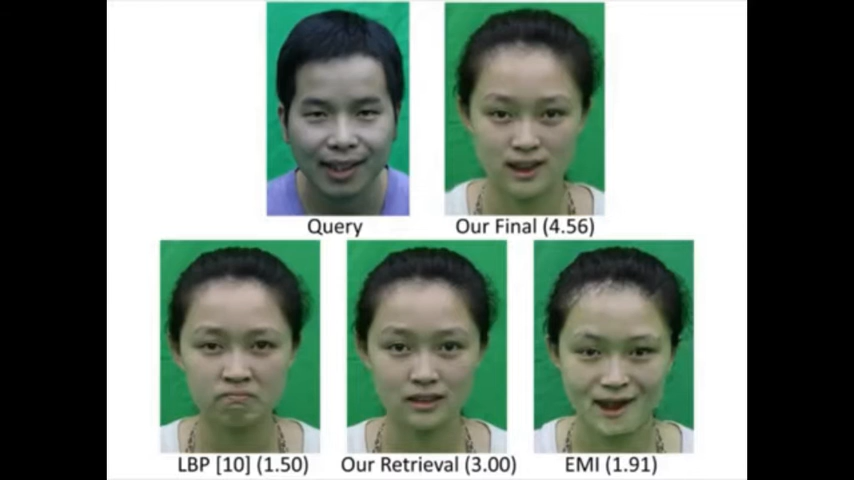 Query
Our Final (4.56)
LBP [10] (1.50)
Our Retrieval (3.00)
EMI (1.91)